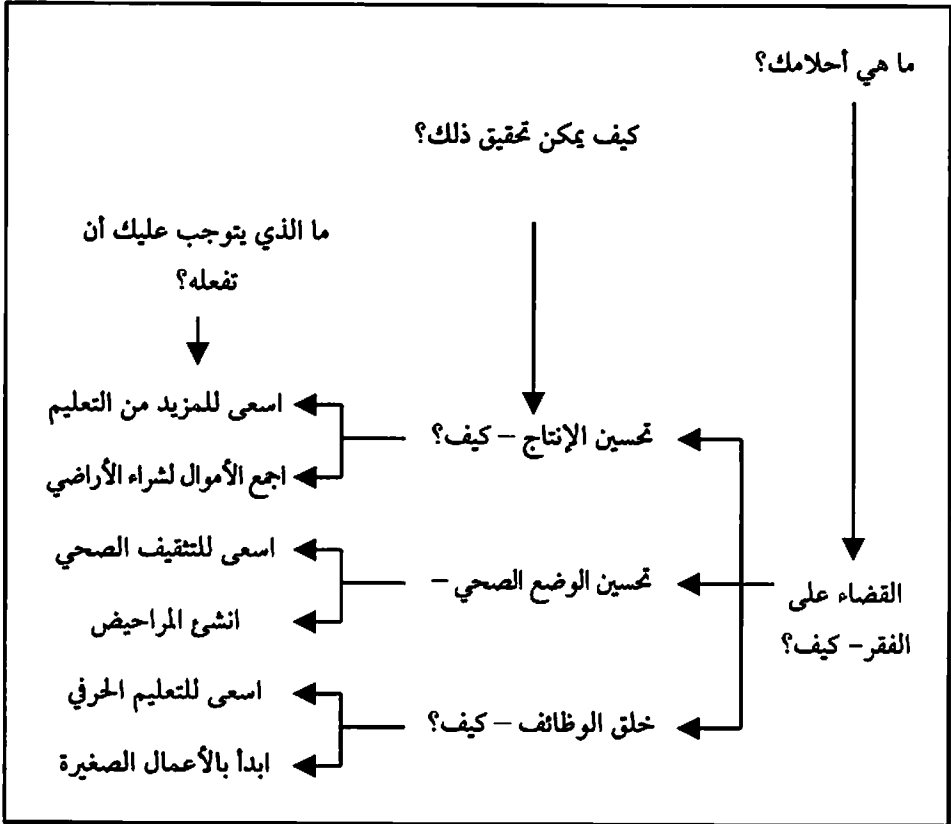 ما هي أحلامك؟
كيف يمكن تحقيق ذلك؟
ما الذي يتوجب عليك أن
تفعله؟
القضاء على
الفقر – كيف؟
تحسين الإنتاج – كيف؟
تحسين الوضع الصحي –
خلق الوظائف – كيف؟
اسعى للمزيد من التعليم
اجمع الأموال لشراء الأراضي
اسعى للتثقيف الصحي
انشئ المراحيض
اسعى للتعليم الحرفي
ابدأ بالأعمال الصغيرة